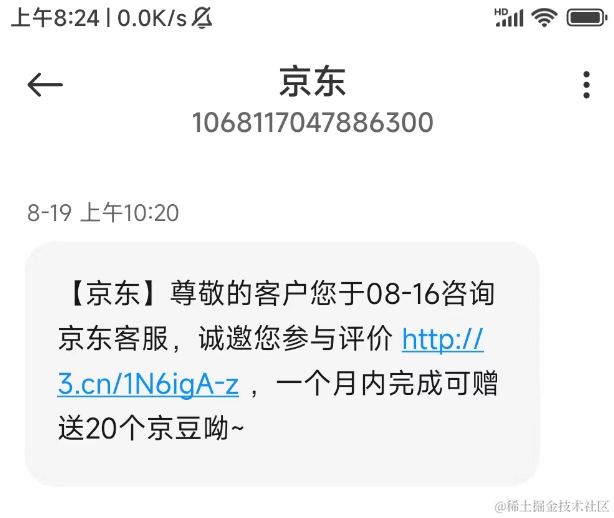 上午8:24 | 0.0K/s
HD
京东
1068117047886300
8-19 上午10:20
【京东】尊敬的客户您于08-16咨询
京东客服，诚邀您参与评价 http://
3.cn/1N6igA-z ，一个月内完成可赠
送20个京豆呦~
@稀土掘金技术社区